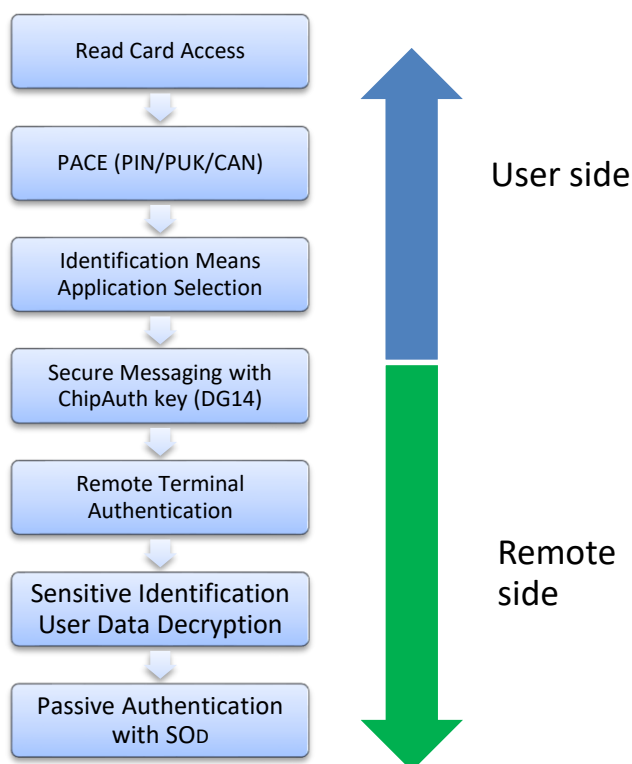 Read Card Access
PACE (PIN/PUK/CAN)
Identification Means
Application Selection
Secure Messaging with
ChipAuth key (DG14)
Remote Terminal
Authentication
Sensitive Identification
User Data Decryption
Passive Authentication
with SOD
User side
Remote
side